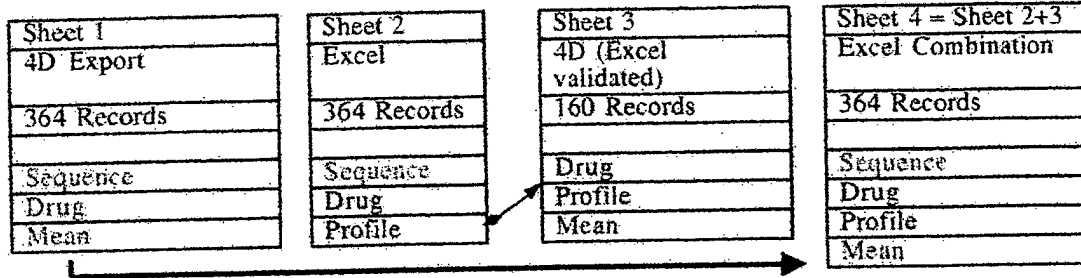 Sheet 1
4D Export
364 Records
Sequence
Drug
Mean
Sheet 2
Excel
364 Records
Sequence
Drug
Profile
Sheet 3
4D (Excel
validated)
160 Records
Drug
Profile
Mean
Sheet 4 = Sheet 2+3
Excel Combination
364 Records
Sequence
Drug
Profile
Mean